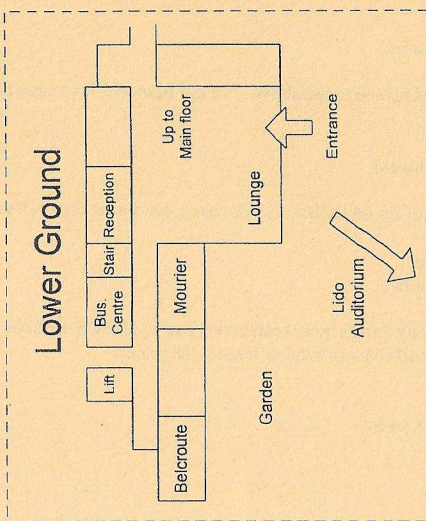 Lower Ground
Lift
Bus.
Centre
Stair
Reception
Up to
Main floor
Belcroute
Mourier
Lounge
Entrance
Garden
Lido
Auditorium